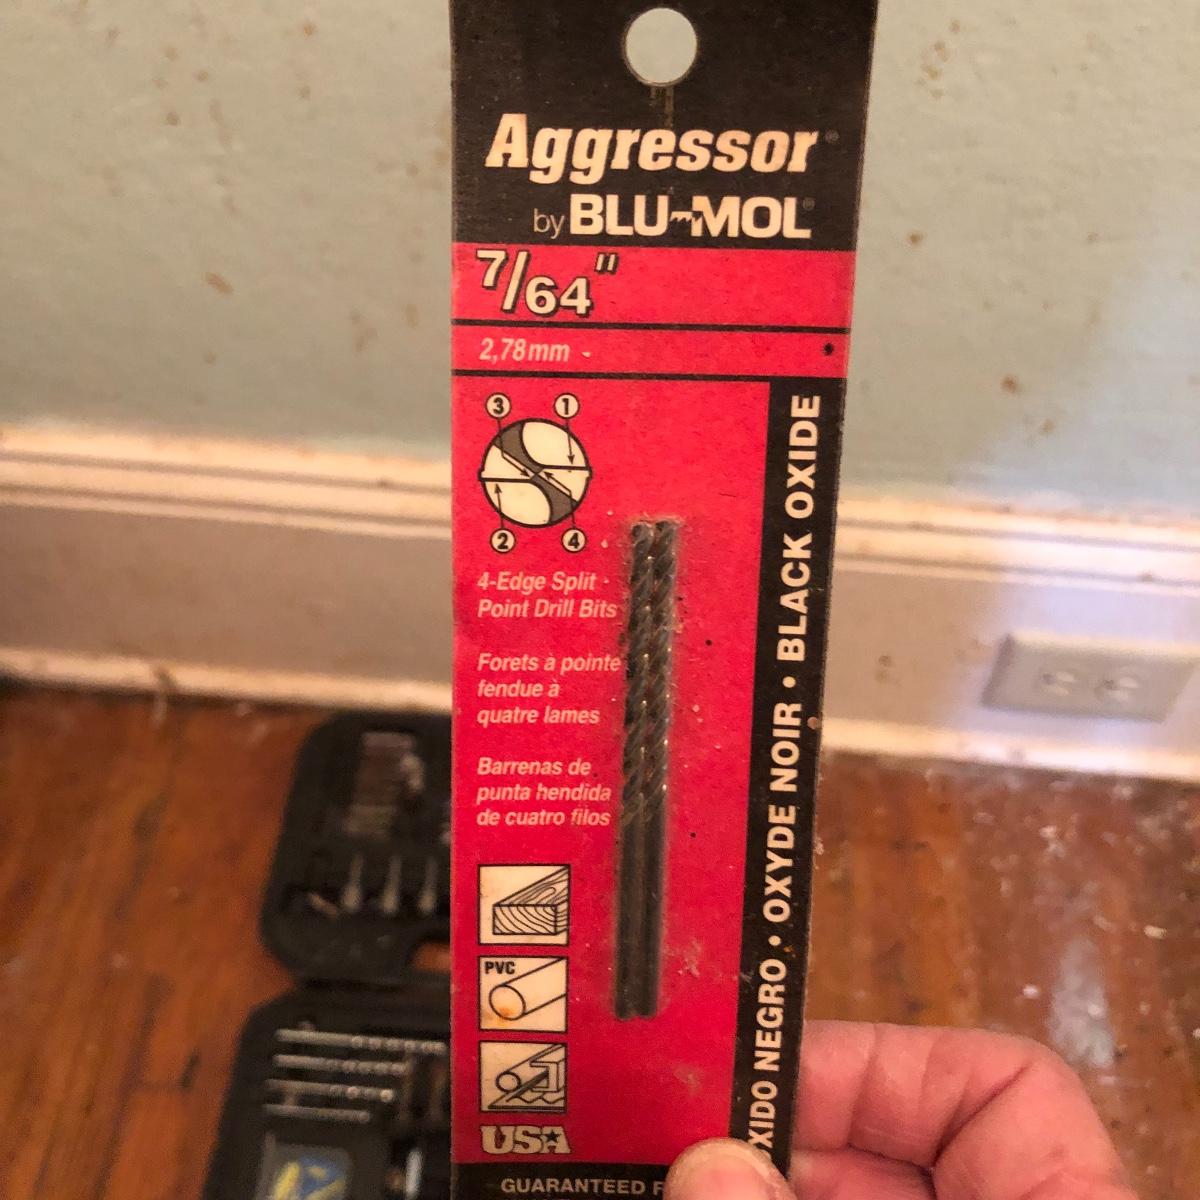 Aggressor®
by BLU-MOL®
7/64"
2,78mm
3 1
2 4
4-Edge Split
Point Drill Bits
Forets à pointe
fendue à
quatre lames
Barrenas de
punta hendida
de cuatro filos
PVC
USA
XIDO NEGRO • OXYDE NOIR • BLACK OXIDE
GUARANTEED F